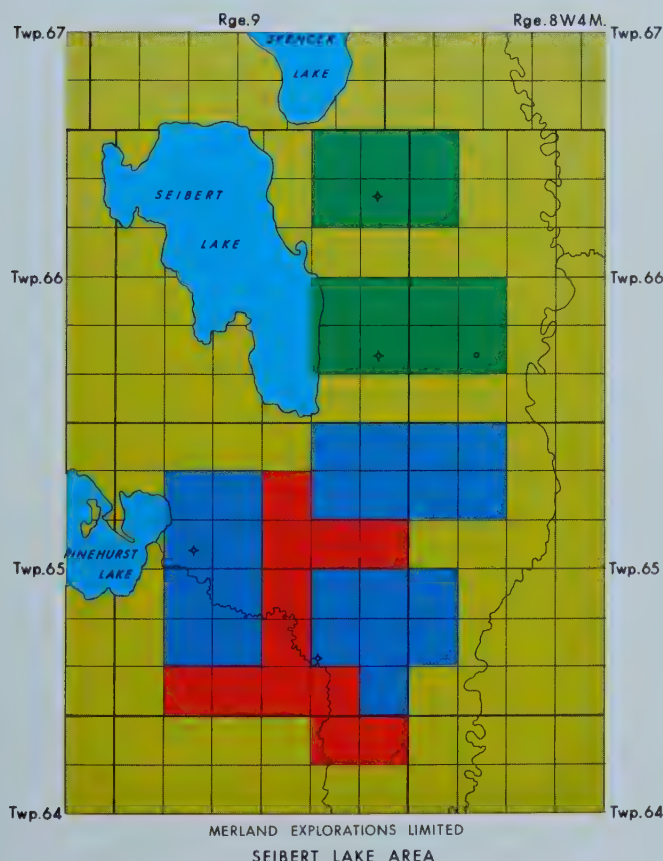 Rge.9 Rge.8W4M.
Twp.67 Twp.67
SPENCER
LAKE
SEIBERT
LAKE
Twp.66 Twp.66
PINEHURST
LAKE
Twp.65 Twp.65
Twp.64 Twp.64
MERLAND EXPLORATIONS LIMITED
SEIBERT LAKE AREA